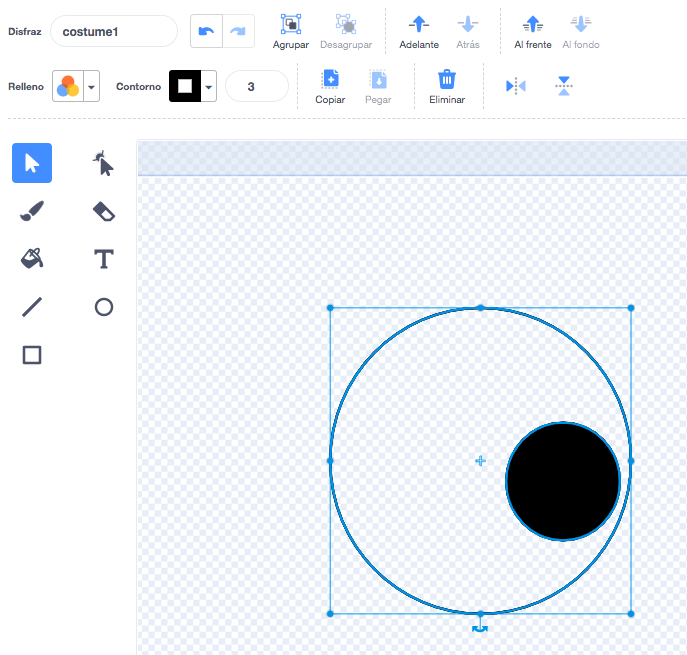 Disfraz
costume1
Agrupar
Desagrupar
Adelante
Atrás
Al frente
Al fondo
Relleno
Contorno
3
Copiar
Pegar
Eliminar
T